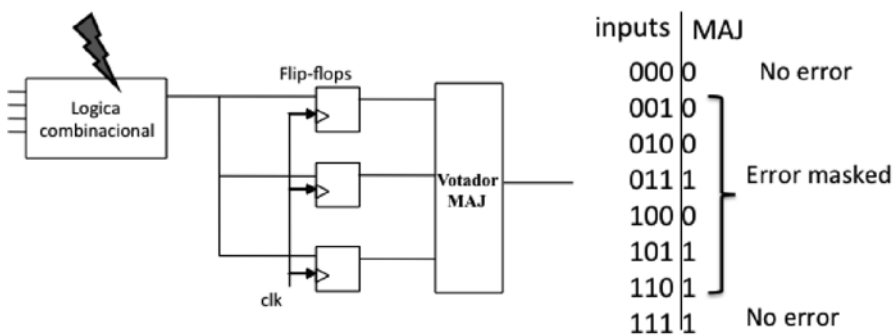 Logica
combinacional
Flip-flops
clk
Votador
MAJ
inputs MAJ
000 0 No error
001 0
010 0
011 1 Error masked
100 0
101 1
110 1
111 1 No error